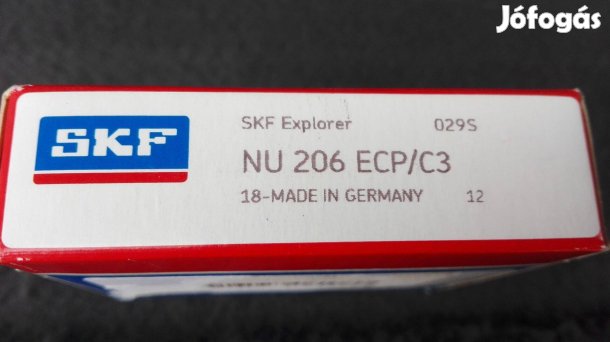 Jófogás
SKF
SKF Explorer 029S
NU 206 ECP/C3
18-MADE IN GERMANY 12